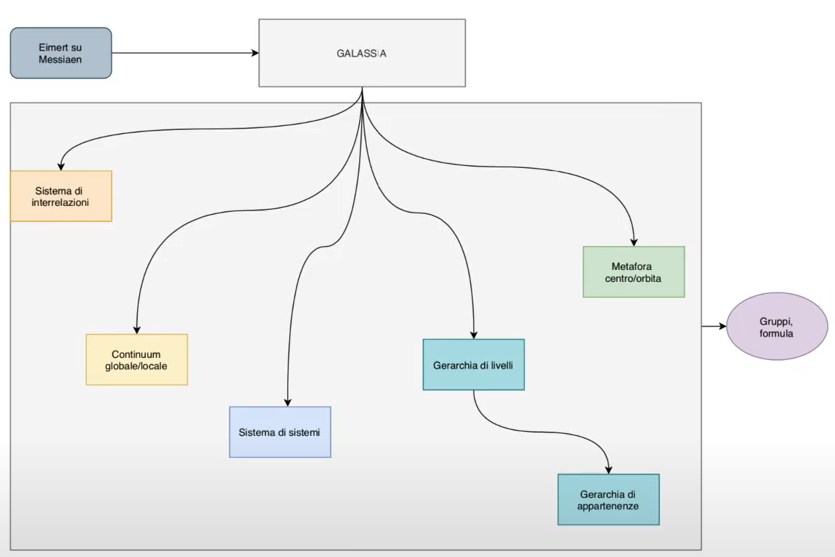 Eimert su
Messiaen
GALASSIA
Sistema di
interrelazioni
Metafora
centro/orbita
Gruppi,
formula
Continuum
globale/locale
Gerarchia di livelli
Sistema di sistemi
Gerarchia di
appartenenze